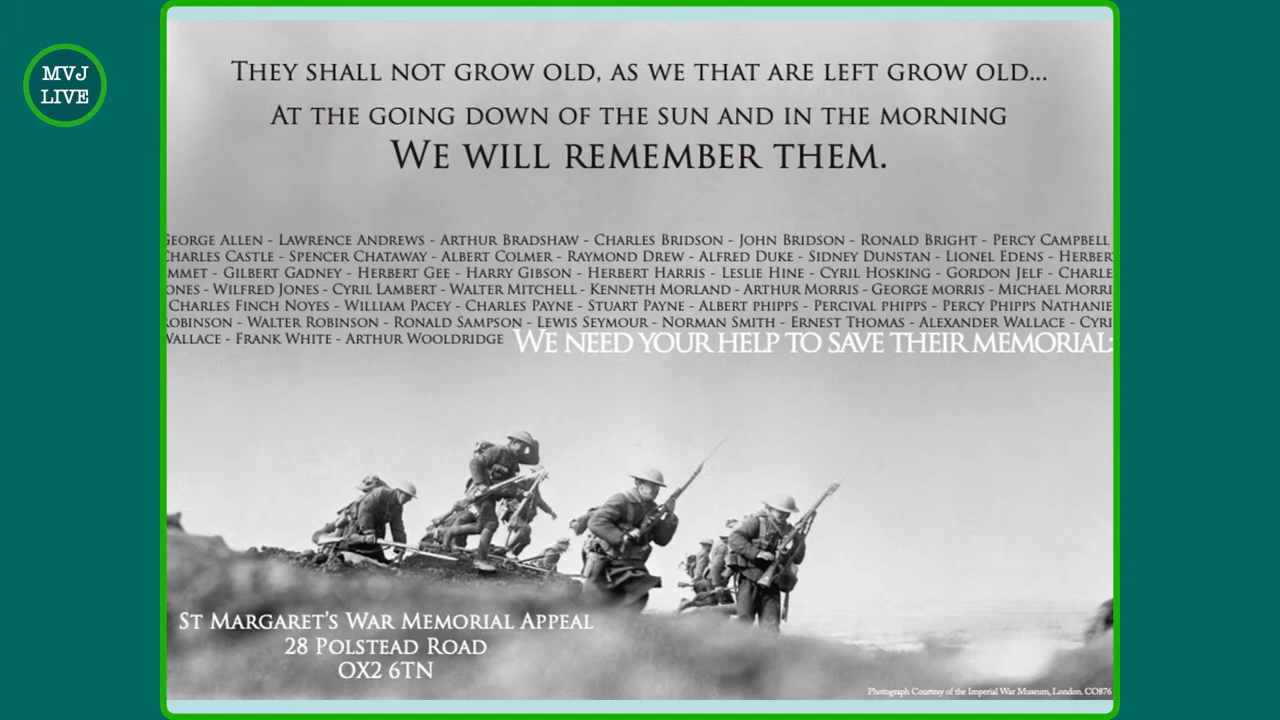 MVJ
LIVE
THEY SHALL NOT GROW OLD, AS WE THAT ARE LEFT GROW OLD...
AT THE GOING DOWN OF THE SUN AND IN THE MORNING
WE WILL REMEMBER THEM.
GEORGE ALLEN - LAWRENCE ANDREWS - ARTHUR BRADSHAW - CHARLES BRIDSON - JOHN BRIDSON - RONALD BRIGHT - PERCY CAMPBELL
CHARLES CASTLE - SPENCER CHATAWAY - ALBERT COLMER - RAYMOND DREW - ALFRED DUKE - SIDNEY DUNSTAN - LIONEL EDENS - HERBER
MMET - GILBERT GADNEY - HERBERT GEE - HARRY GIBSON - HERBERT HARRIS - LESLIE HINE - CYRIL HOSKING - GORDON JELF - CHARLE
ONES - WILFRED JONES - CYRIL LAMBERT - WALTER MITCHELL - KENNETH MORLAND - ARTHUR MORRIS - GEORGE MORRIS - MICHAEL MORRI
CHARLES FINCH NOYES - WILLIAM PACEY - CHARLES PAYNE - STUART PAYNE - ALBERT PHIPPS - PERCIVAL PHIPPS - PERCY PHIPPS NATHANIE
ROBINSON - WALTER ROBINSON - RONALD SAMPSON - LEWIS SEYMOUR - NORMAN SMITH - ERNEST THOMAS - ALEXANDER WALLACE - CYRI
WALLACE - FRANK WHITE - ARTHUR WOOLDRIDGE WE NEED YOUR HELP TO SAVE THEIR MEMORIAL:
ST MARGARET'S WAR MEMORIAL APPEAL
28 POLSTEAD ROAD
OX2 6TN
Photograph Courtesy of the Imperial War Museum, London. CO876